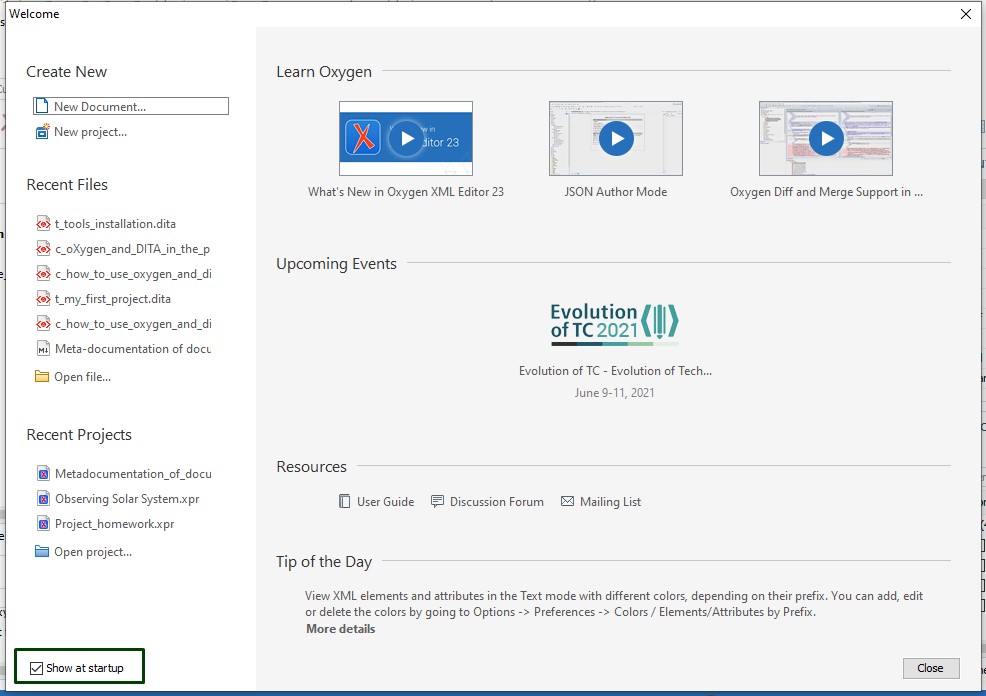 Welcome
Create New
New Document...
New project...
Recent Files
t_tools_installation.dita
c_oXygen_and_DITA_in_the_p
c_how_to_use_oxygen_and_di
t_my_first_project.dita
c_how_to_use_oxygen_and_di
Meta-documentation of docu
Open file...
Recent Projects
Metadocumentation_of_docu
Observing Solar System.xpr
Project_homework.xpr
Open project...
Show at startup
Learn Oxygen
What's New in Oxygen XML Editor 23
JSON Author Mode
Oxygen Diff and Merge Support in ...
Upcoming Events
Evolution
of TC 2021
Evolution of TC - Evolution of Tech...
June 9-11, 2021
Resources
User Guide
Discussion Forum
Mailing List
Tip of the Day
View XML elements and attributes in the Text mode with different colors, depending on their prefix. You can add, edit
or delete the colors by going to Options -> Preferences -> Colors / Elements/Attributes by Prefix.
More details
Close